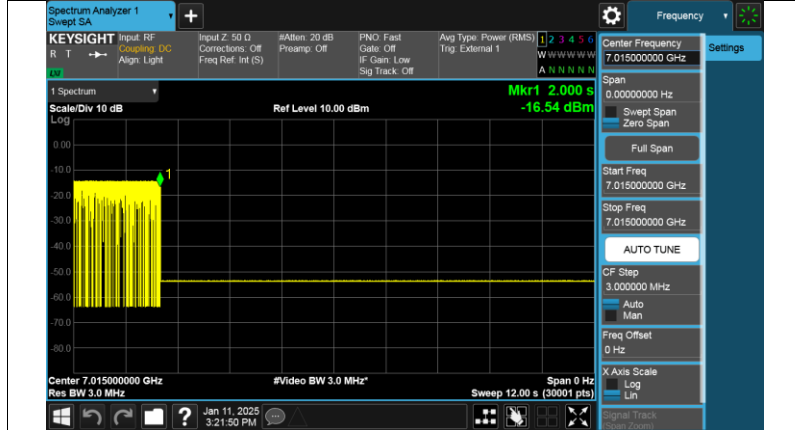 Spectrum Analyzer 1
Swept SA
+
Frequency
KEYSIGHT
R T
LXI
Input: RF
Coupling: DC
Align: Light
Input Z: 50 Ω
Corrections: Off
Freq Ref: Int (S)
#Atten: 20 dB
Preamp: Off
PNO: Fast
Gate: Off
IF Gain: Low
Sig Track: Off
Avg Type: Power (RMS)
Trig: External 1
1 2 3 4 5 6
W W W W W W
A N N N N N
1 Spectrum
Mkr1 2.000 s
-16.54 dBm
Scale/Div 10 dB
Ref Level 10.00 dBm
Log
0.00
-10.0
-20.0
-30.0
-40.0
-60.0
-70.0
-80.0
1
Center 7.015000000 GHz
Res BW 3.0 MHz
#Video BW 3.0 MHz*
Span 0 Hz
Sweep 12.00 s (30001 pts)
?
Jan 11, 2025
3:21:50 PM
Center Frequency
7.015000000 GHz
Settings
Span
0.00000000 Hz
Swept Span
Zero Span
Full Span
Start Freq
7.015000000 GHz
Stop Freq
7.015000000 GHz
AUTO TUNE
CF Step
3.000000 MHz
Auto
Man
Freq Offset
0 Hz
X Axis Scale
Log
Lin
Signal Track
(Span Zoom)